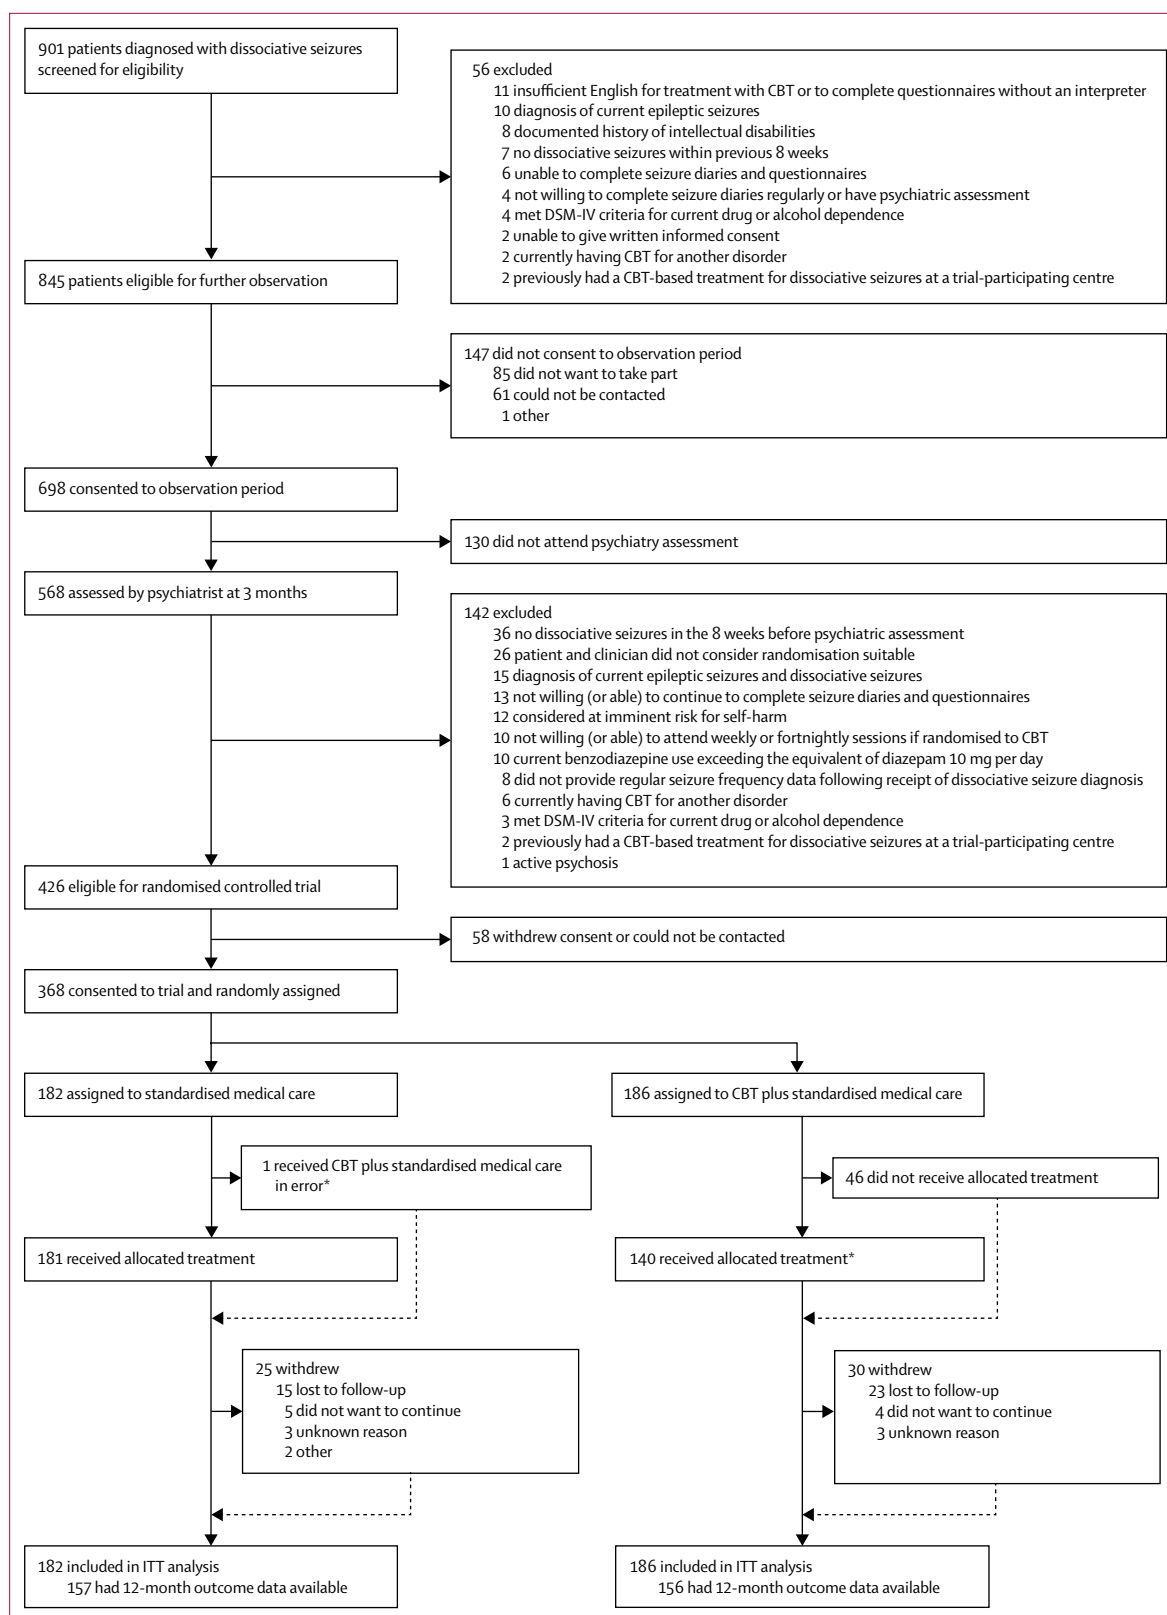 901 patients diagnosed with dissociative seizures
screened for eligibility
56 excluded
11 insufficient English for treatment with CBT or to complete questionnaires without an interpreter
10 diagnosis of current epileptic seizures
8 documented history of intellectual disabilities
7 no dissociative seizures within previous 8 weeks
6 unable to complete seizure diaries and questionnaires
4 not willing to complete seizure diaries regularly or have psychiatric assessment
4 met DSM-IV criteria for current drug or alcohol dependence
2 unable to give written informed consent
2 currently having CBT for another disorder
2 previously had a CBT-based treatment for dissociative seizures at a trial-participating centre
845 patients eligible for further observation
147 did not consent to observation period
85 did not want to take part
61 could not be contacted
1 other
698 consented to observation period
130 did not attend psychiatry assessment
568 assessed by psychiatrist at 3 months
142 excluded
36 no dissociative seizures in the 8 weeks before psychiatric assessment
26 patient and clinician did not consider randomisation suitable
15 diagnosis of current epileptic seizures and dissociative seizures
13 not willing (or able) to continue to complete seizure diaries and questionnaires
12 considered at imminent risk for self-harm
10 not willing (or able) to attend weekly or fortnightly sessions if randomised to CBT
10 current benzodiazepine use exceeding the equivalent of diazepam 10 mg per day
8 did not provide regular seizure frequency data following receipt of dissociative seizure diagnosis
6 currently having CBT for another disorder
3 met DSM-IV criteria for current drug or alcohol dependence
2 previously had a CBT-based treatment for dissociative seizures at a trial-participating centre
1 active psychosis
426 eligible for randomised controlled trial
58 withdrew consent or could not be contacted
368 consented to trial and randomly assigned
182 assigned to standardised medical care
186 assigned to CBT plus standardised medical care
1 received CBT plus standardised medical care
in error*
46 did not receive allocated treatment
181 received allocated treatment
140 received allocated treatment*
25 withdrew
15 lost to follow-up
5 did not want to continue
3 unknown reason
2 other
30 withdrew
23 lost to follow-up
4 did not want to continue
3 unknown reason
182 included in ITT analysis
157 had 12-month outcome data available
186 included in ITT analysis
156 had 12-month outcome data available